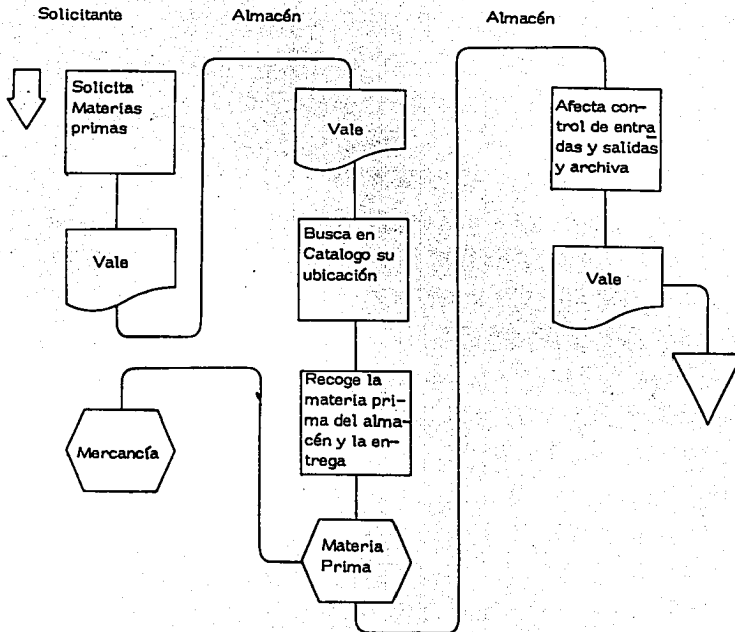 Solicitante
Almacén
Almacén
Solicita
Materias
primas
Vale
Mercancía
Vale
Busca en
Catalogo su
ubicación
Recoge la
materia pri-
ma del alma-
cén y la en-
trega
Materia
Prima
Afecta con-
trol de entra
das y salidas
y archiva
Vale